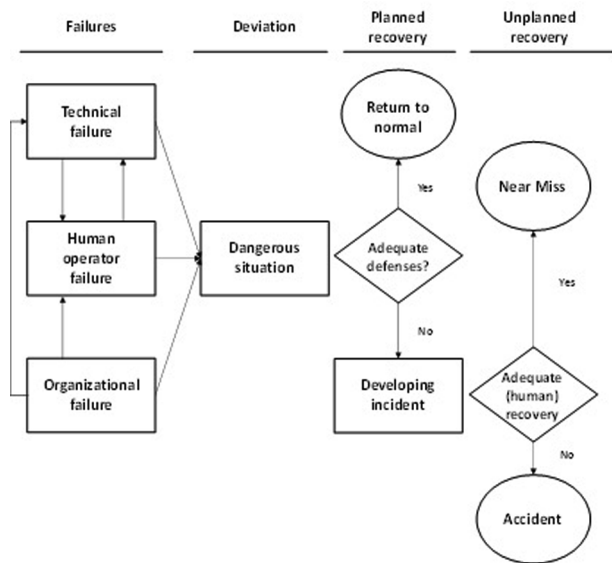 Failures
Deviation
Planned
recovery
Unplanned
recovery
Technical
failure
Human
operator
failure
Organizational
failure
Dangerous
situation
Return to
normal
Yes
Adequate
defenses?
No
Developing
incident
Near Miss
Yes
Adequate
(human)
recovery
No
Accident